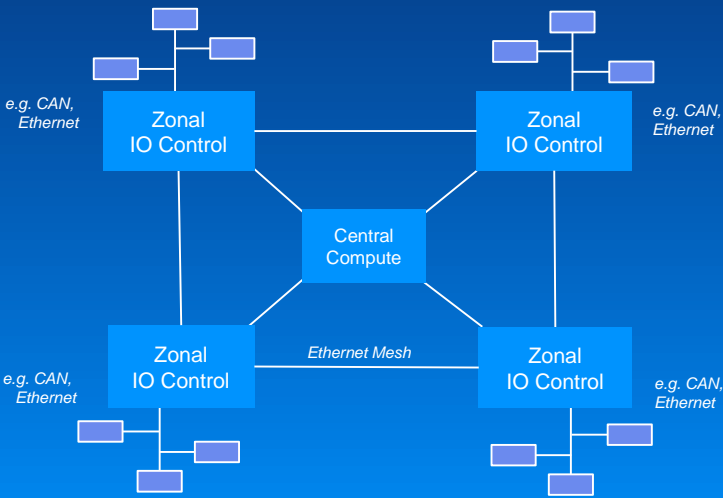 e.g. CAN,
Ethernet
Zonal
IO Control
Zonal
IO Control
e.g. CAN,
Ethernet
Central
Compute
e.g. CAN,
Ethernet
Zonal
IO Control
Ethernet Mesh
Zonal
IO Control
e.g. CAN,
Ethernet